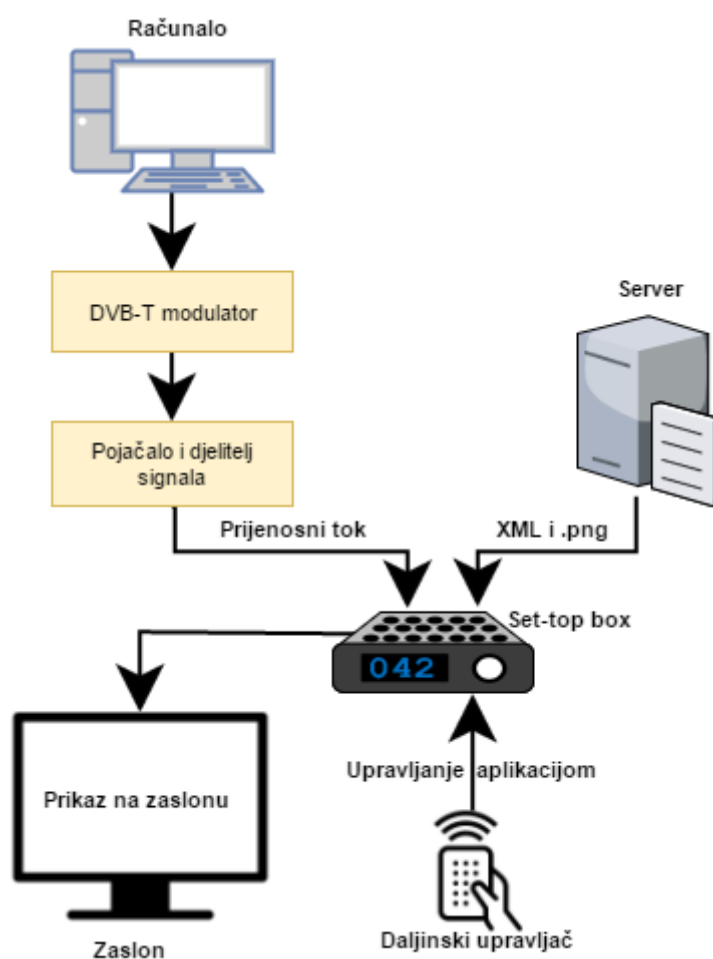 Računalo
DVB-T modulator
Server
Pojačalo i djelitelj
signala
Prijenosni tok
XML i .png
Set-top box
042
Upravljanje aplikacijom
Prikaz na zaslonu
Daljinski upravljač
Zaslon